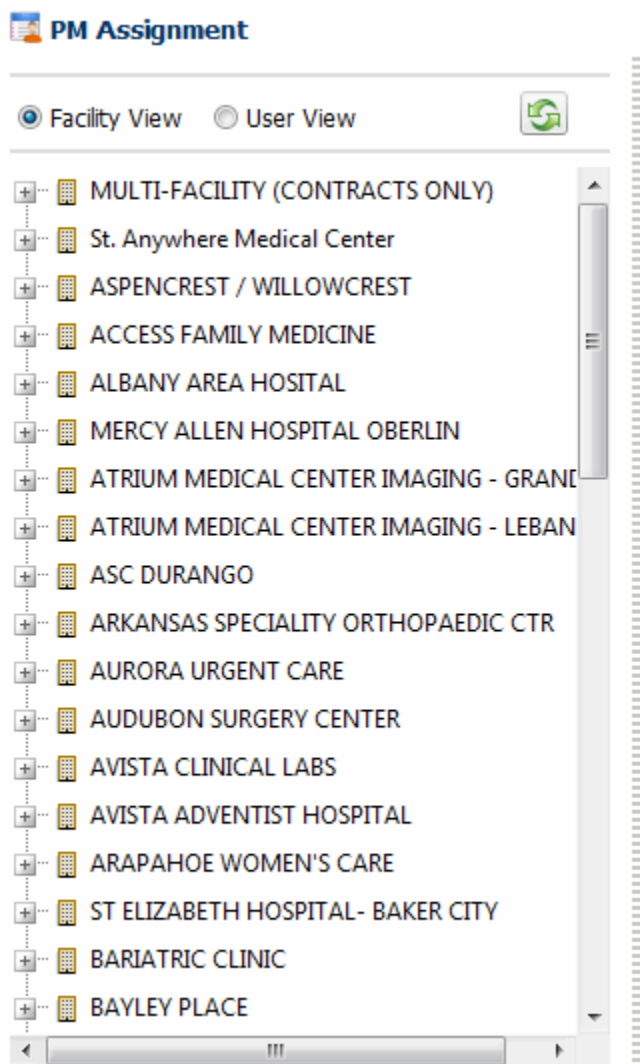 PM Assignment
Facility View User View
MULTI-FACILITY (CONTRACTS ONLY)
St. Anywhere Medical Center
ASPENCREST / WILLOWCREST
ACCESS FAMILY MEDICINE
ALBANY AREA HOSITAL
MERCY ALLEN HOSPITAL OBERLIN
ATRIUM MEDICAL CENTER IMAGING - GRAND
ATRIUM MEDICAL CENTER IMAGING - LEBAN
ASC DURANGO
ARKANSAS SPECIALITY ORTHOPAEDIC CTR
AURORA URGENT CARE
AUDUBON SURGERY CENTER
AVISTA CLINICAL LABS
AVISTA ADVENTIST HOSPITAL
ARAPAHOE WOMEN'S CARE
ST ELIZABETH HOSPITAL- BAKER CITY
BARIATRIC CLINIC
BAYLEY PLACE